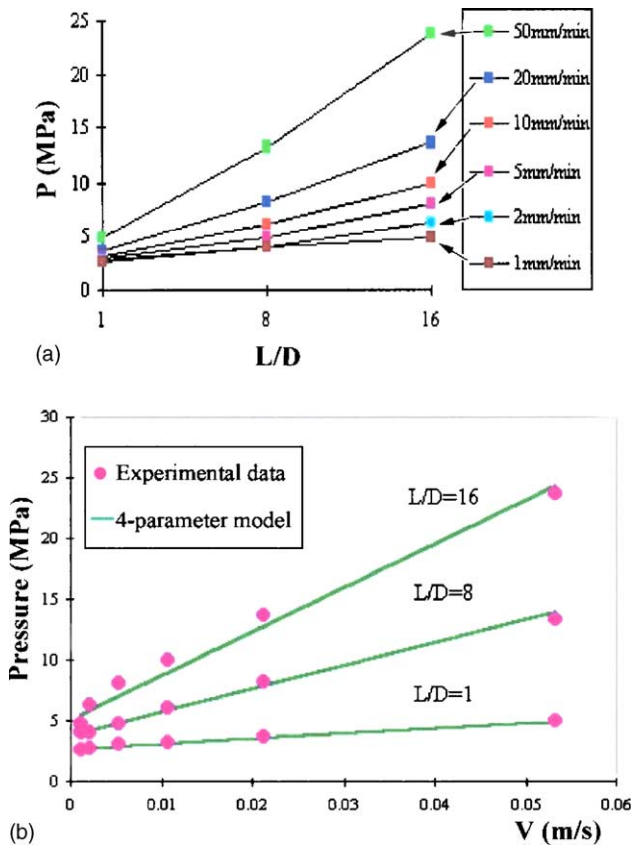 25
20
15
10
5
0
P (MPa)
1
8
16
L/D
50mm/min
20mm/min
10mm/min
5mm/min
2mm/min
1mm/min
(a)
30
25
20
15
10
5
0
Pressure (MPa)
Experimental data
4-parameter model
L/D=16
L/D=8
L/D=1
0
0.01
0.02
0.03
0.04
0.05
0.06
V (m/s)
(b)